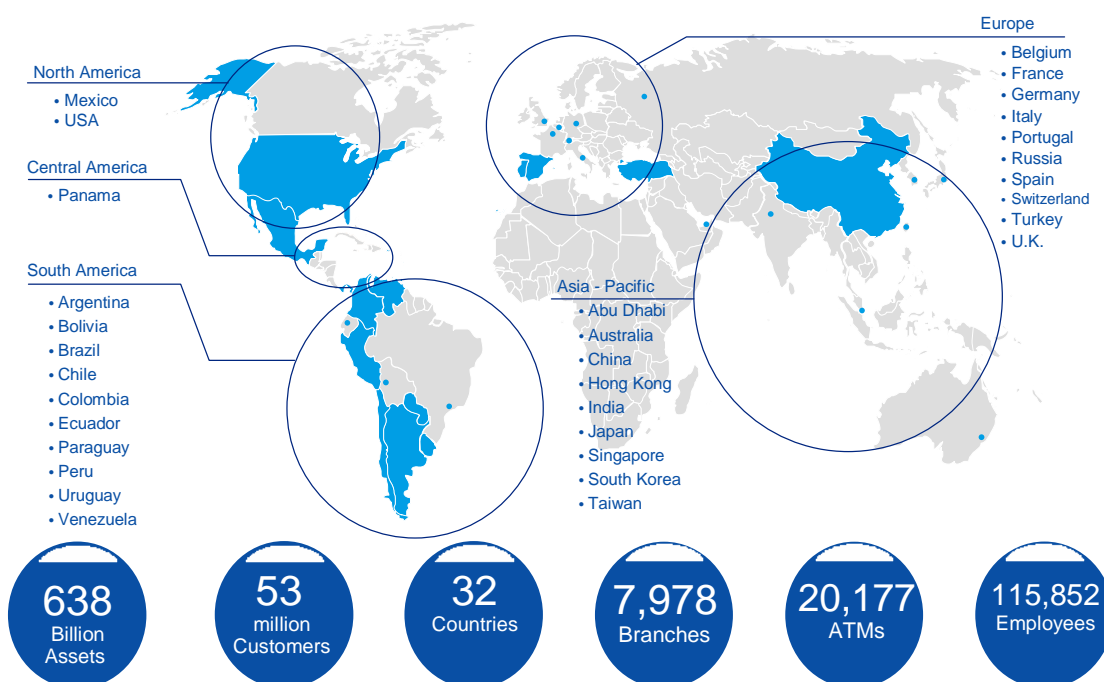 North America
• Mexico
• USA
Central America
• Panama
South America
• Argentina
• Bolivia
• Brazil
• Chile
• Colombia
• Ecuador
• Paraguay
• Peru
• Uruguay
• Venezuela
Europe
• Belgium
• France
• Germany
• Italy
• Portugal
• Russia
• Spain
• Switzerland
• Turkey
• U.K.
Asia - Pacific
• Abu Dhabi
• Australia
• China
• Hong Kong
• India
• Japan
• Singapore
• South Korea
• Taiwan
638
Billion
Assets
53
million
Customers
32
Countries
7,978
Branches
20,177
ATMs
115,852
Employees